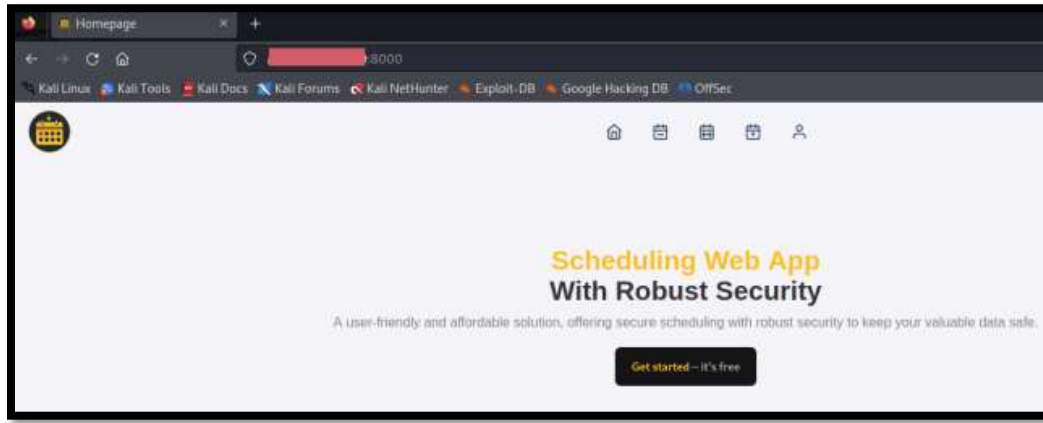 Homepage × +
:8000
Kali Linux Kali Tools Kali Docs Kali Forums Kali NetHunter Exploit-DB Google Hacking DB OffSec
Scheduling Web App
With Robust Security
A user-friendly and affordable solution, offering secure scheduling with robust security to keep your valuable data safe.
Get started – it's free